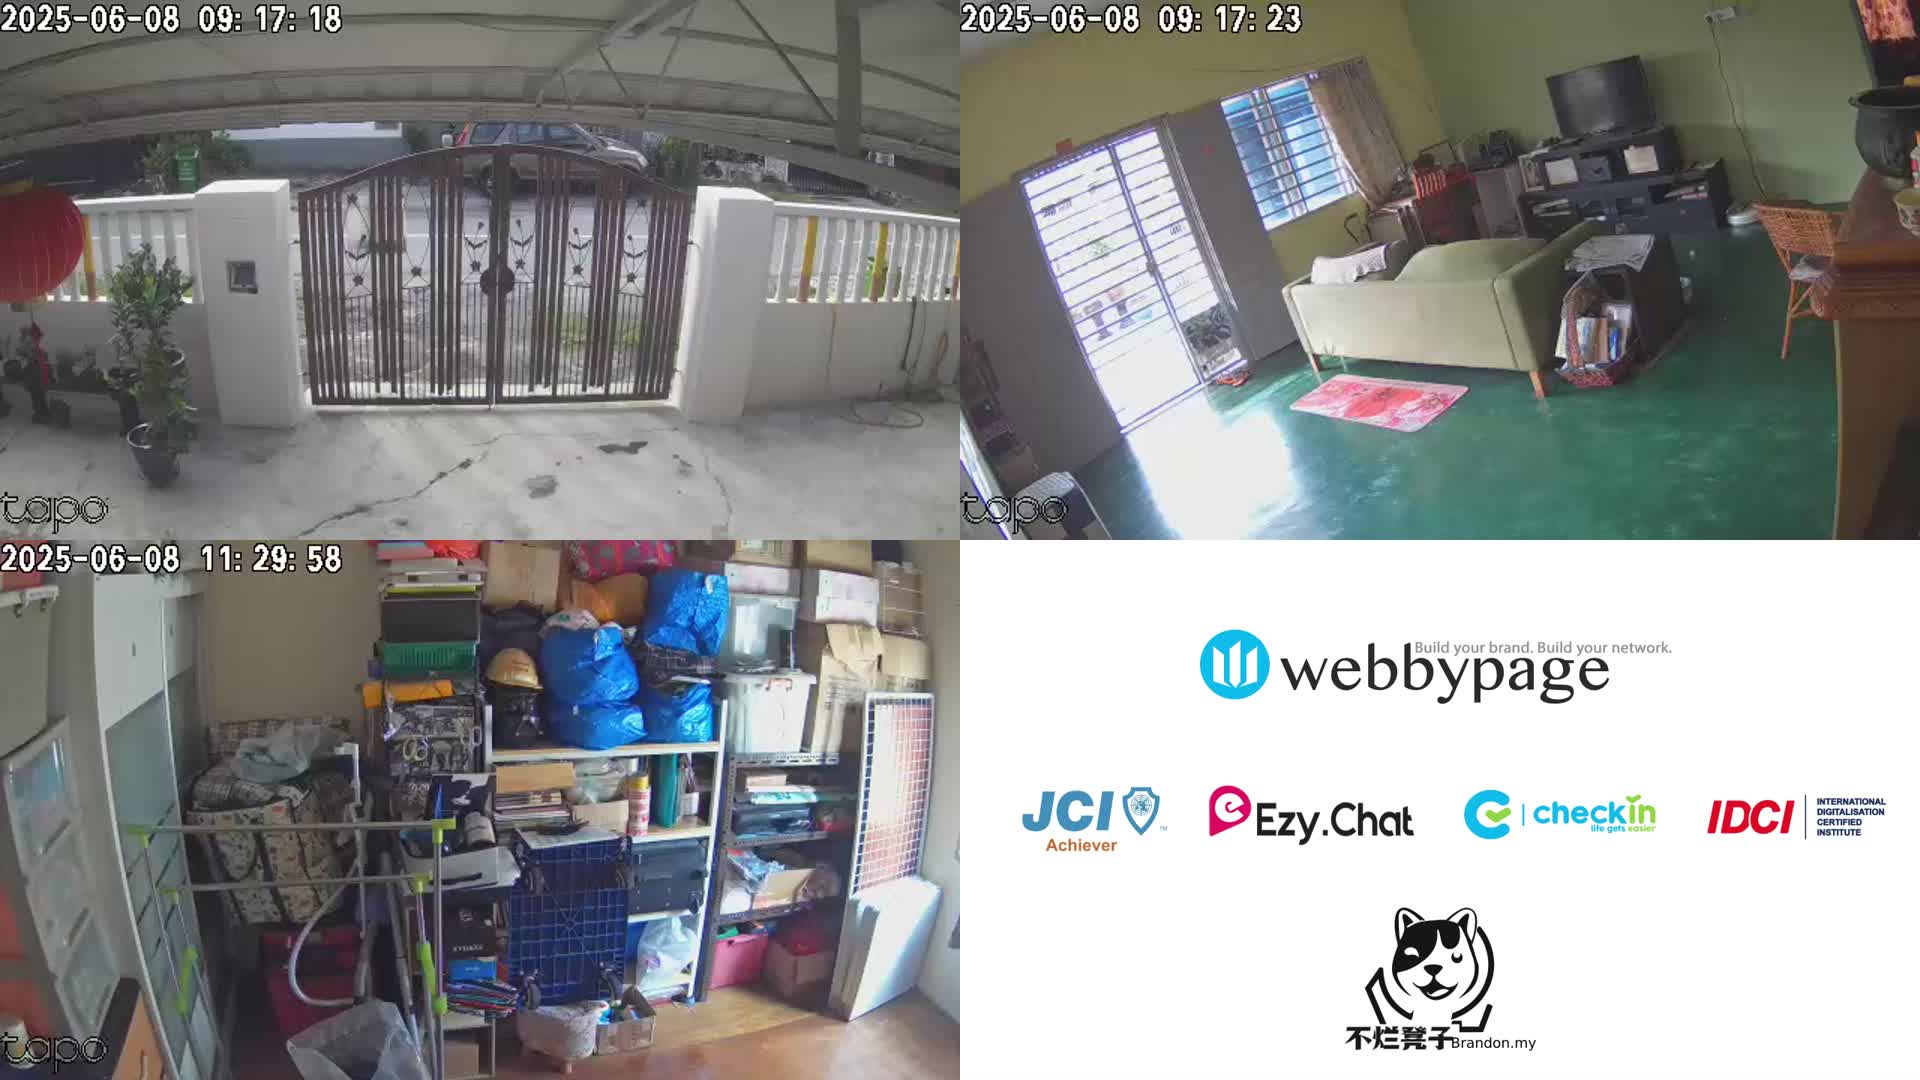 2025-06-08 09:17:18
2025-06-08 09:17:23
tapo
tapo
2025-06-08 11:29:58
Build your brand. Build your network.
webbypage
JCI
TM
Achiever
Ezy.Chat
checkin
life gets easier
IDCI
INTERNATIONAL
DIGITALISATION
CERTIFIED
INSTITUTE
tapo
不烂凳子
Brandon.my